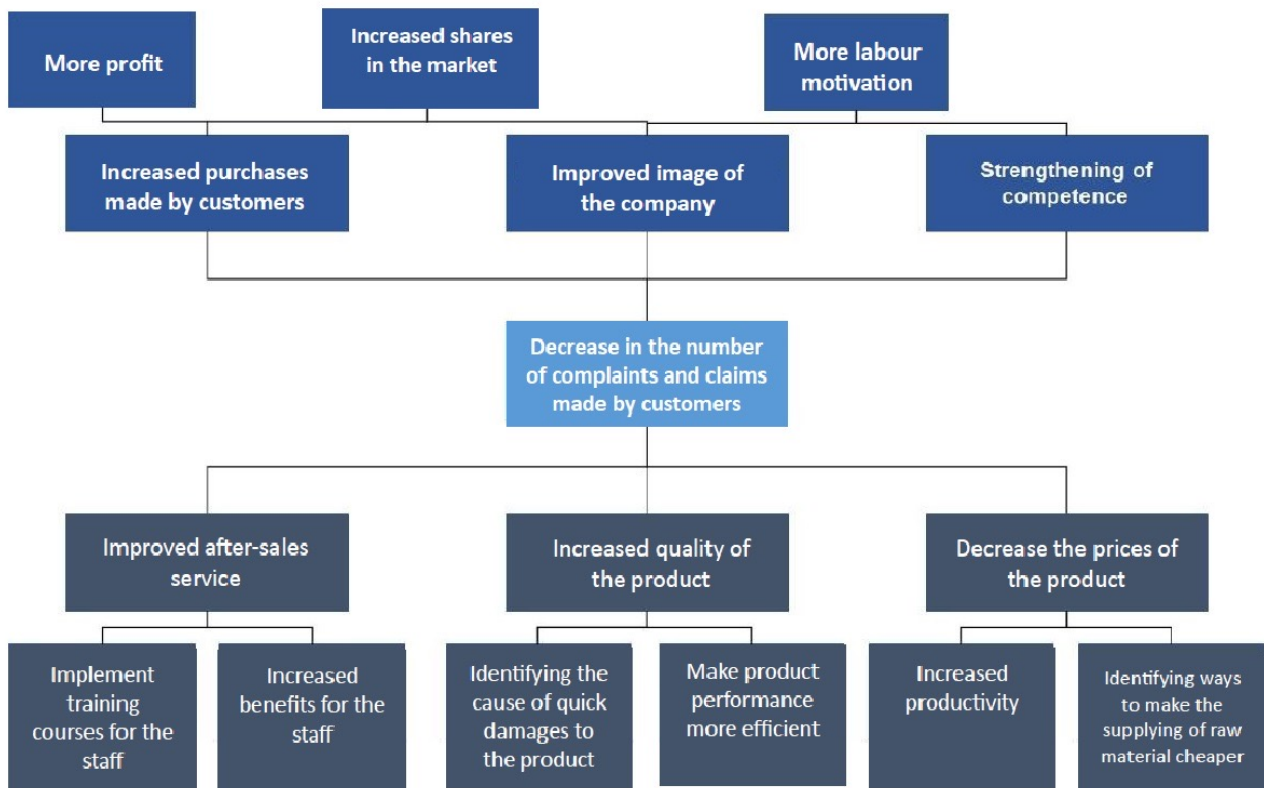 More profit
Increased shares
in the market
More labour
motivation
Increased purchases
made by customers
Improved image of
the company
Strengthening of
competence
Decrease in the number
of complaints and claims
made by customers
Improved after-sales
service
Increased quality of
the product
Decrease the prices of
the product
Implement
training
courses for the
staff
Increased
benefits for the
staff
Identifying the
cause of quick
damages to
the product
Make product
performance
more efficient
Increased
productivity
Identifying ways
to make the
supplying of raw
material cheaper